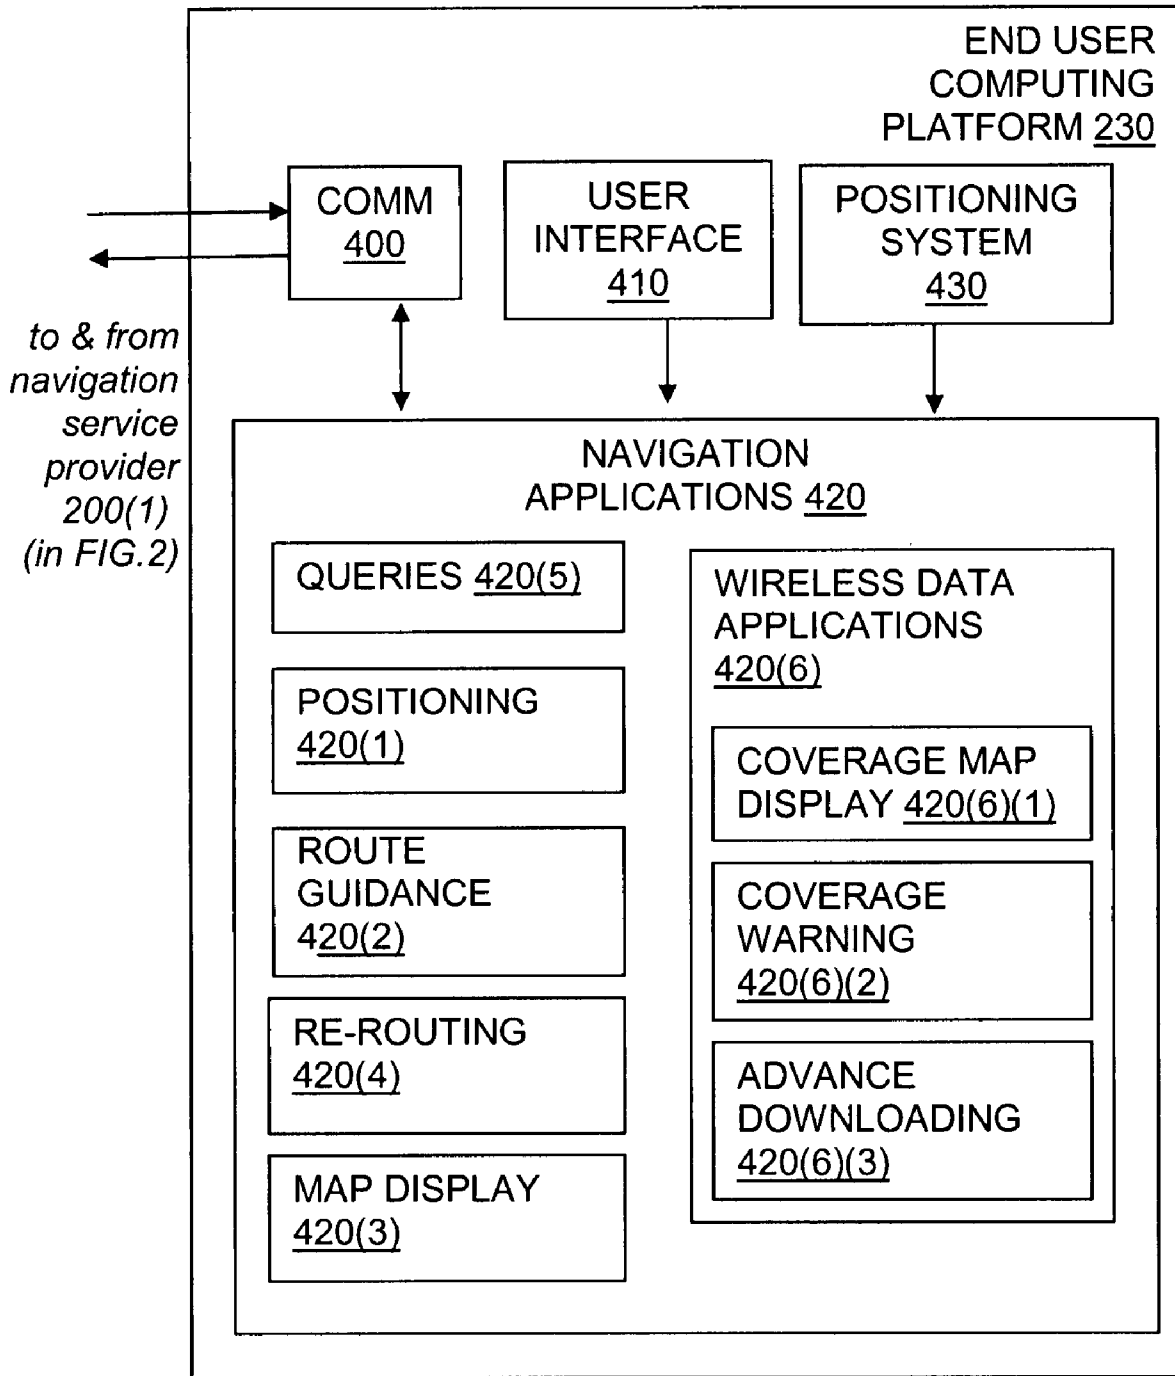 END USER
COMPUTING
PLATFORM 230
COMM
400
USER
INTERFACE
410
POSITIONING
SYSTEM
430
to & from
navigation
service
provider
200(1)
(in FIG.2)
NAVIGATION
APPLICATIONS 420
QUERIES 420(5)
POSITIONING
420(1)
ROUTE
GUIDANCE
420(2)
RE-ROUTING
420(4)
MAP DISPLAY
420(3)
WIRELESS DATA
APPLICATIONS
420(6)
COVERAGE MAP
DISPLAY 420(6)(1)
COVERAGE
WARNING
420(6)(2)
ADVANCE
DOWNLOADING
420(6)(3)